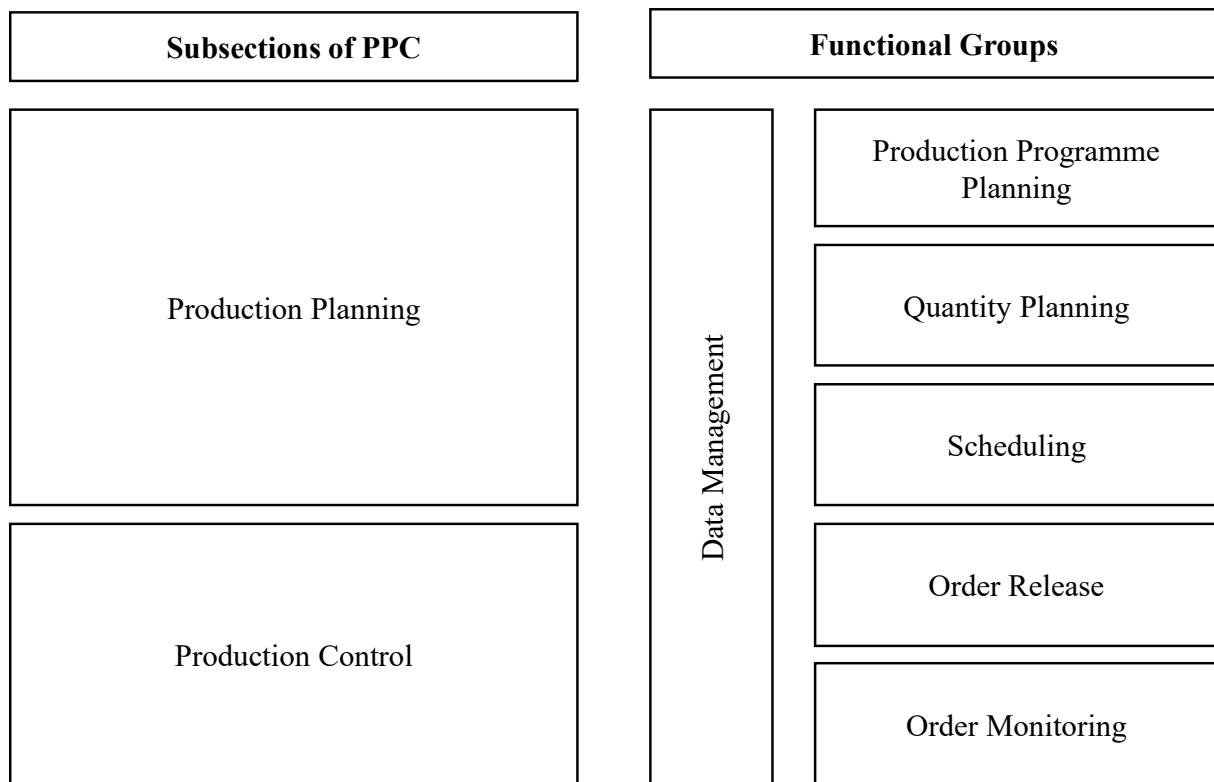 Subsections of PPC
Functional Groups
Production Planning
Production Control
Data Management
Production Programme
Planning
Quantity Planning
Scheduling
Order Release
Order Monitoring